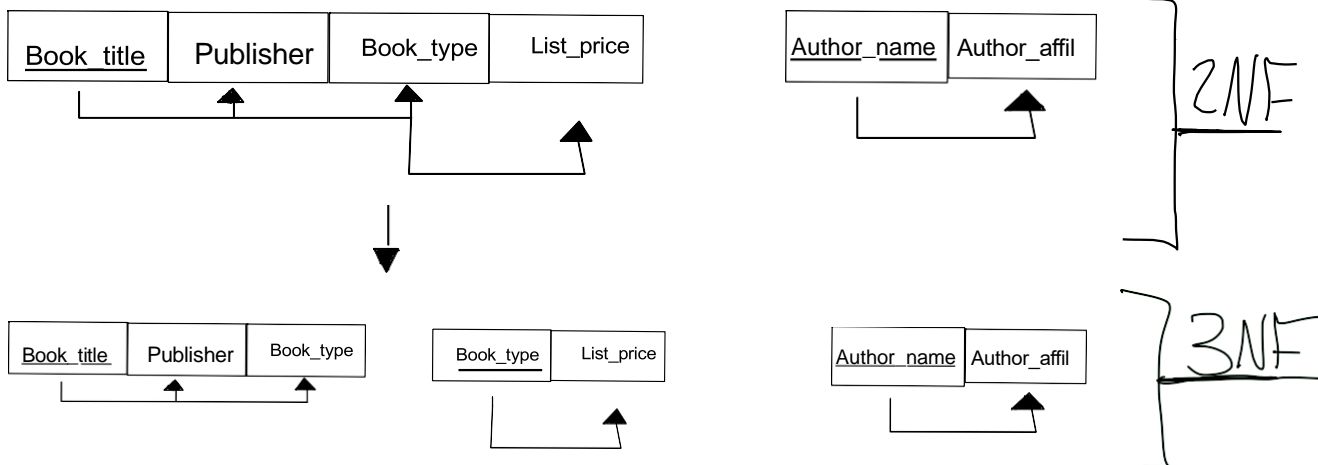 Book_title Publisher Book_type List_price
Author_name Author_affil
2NF
Book_title Publisher Book_type
Book_type List_price
Author_name Author_affil
3NF